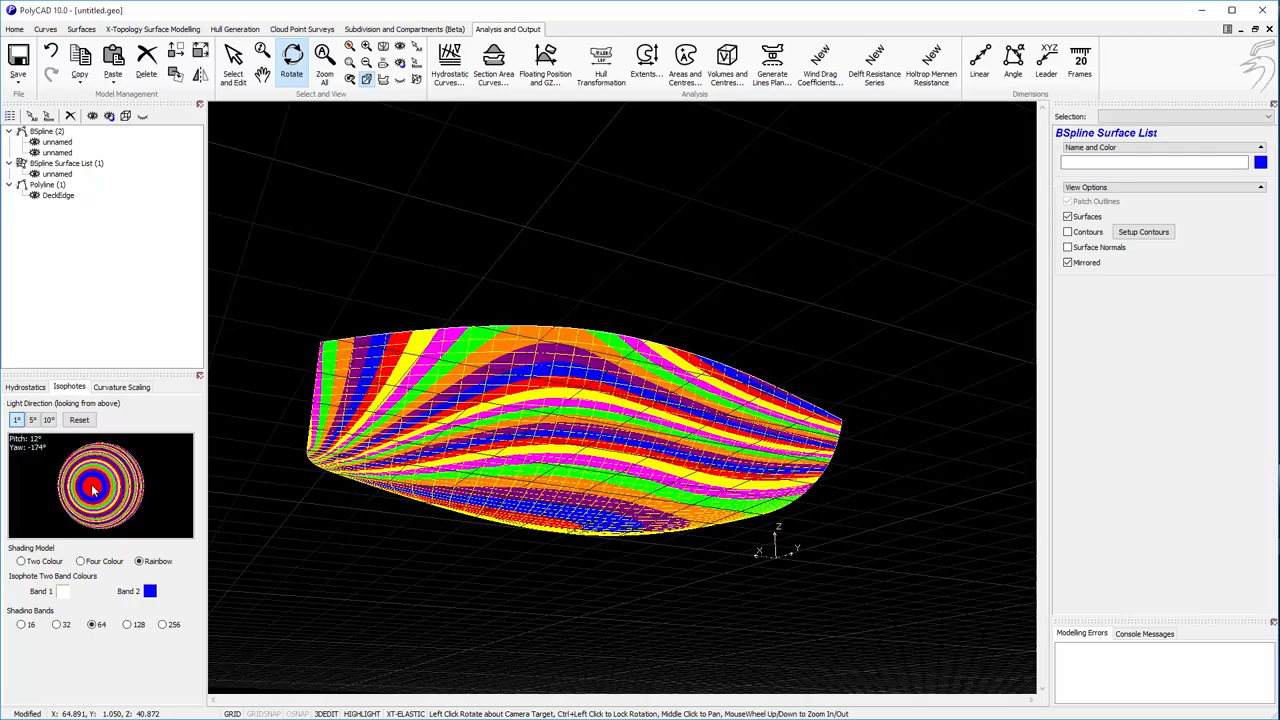 PolyCAD 10.0 - [untitled.geo]
Home Curves Surfaces X-Topology Surface Modelling Hull Generation Cloud Point Surveys Subdivision and Compartments (Beta) Analysis and Output
Save Copy Paste Delete Select and Edit Rotate Zoom All Hydrostatic Curves... Section Area Curves... Floating Position and GZ... Hull Transformation Extents... Areas and Centres... Volumes and Centres... Generate Lines Plan... New Wind Drag Coefficients... New Delft Resistance Series New Holtrop Mennen Resistance Linear Angle XYZ Leader 20 Frames
File Model Management Select and View Analysis Dimensions
BSpline (2)
unnamed
unnamed
BSpline Surface List (1)
unnamed
Polyline (1)
DeckEdge
Hydrostatics Isophotes Curvature Scaling
Light Direction (looking from above)
1° 5° 10° Reset
Pitch: 12°
Yaw: -174°
Shading Model
Two Colour Four Colour Rainbow
Isophote Two Band Colours
Band 1 Band 2
Shading Bands
16 32 64 128 256
Z
X Y
Selection:
BSpline Surface List
Name and Color
View Options
Patch Outlines
Surfaces
Contours Setup Contours
Surface Normals
Mirrored
Modelling Errors Console Messages
Modified X: 64.891, Y: 1.050, Z: 40.872 GRID GRIDSNAP OSNAP 3DEDIT HIGHLIGHT XT-ELASTIC Left Click Rotate about Camera Target, Ctrl+Left Click to Lock Rotation, Middle Click to Pan, MouseWheel Up/Down to Zoom In/Out